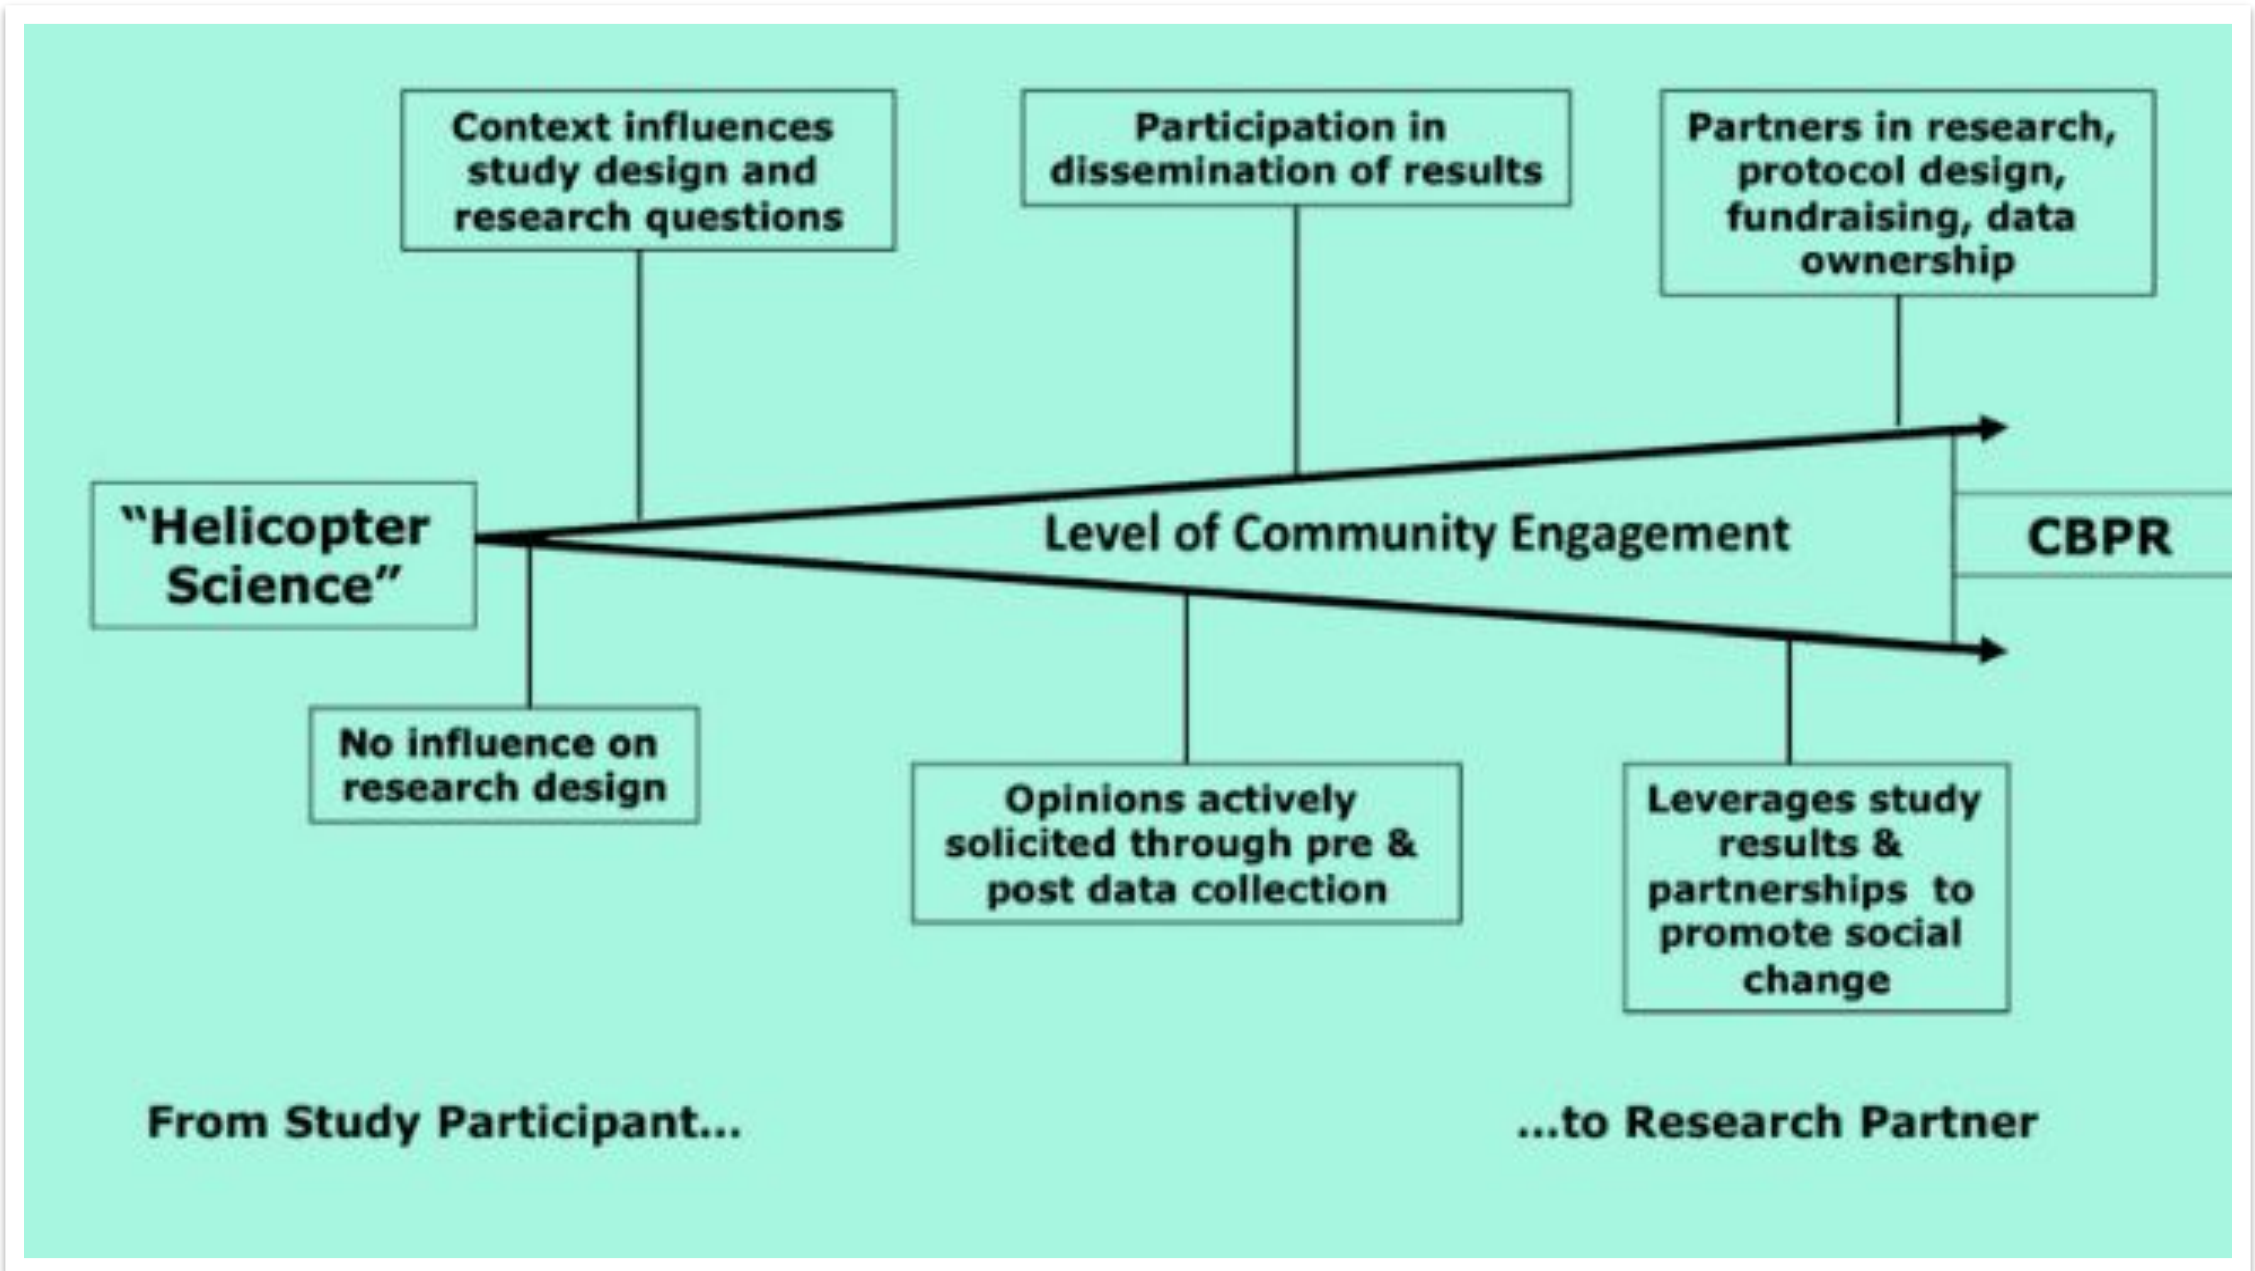 Context influences
study design and
research questions
Participation in
dissemination of results
Partners in research,
protocol design,
fundraising, data
ownership
“Helicopter
Science”
Level of Community Engagement
CBPR
No influence on
research design
Opinions actively
solicited through pre &
post data collection
Leverages study
results &
partnerships to
promote social
change
From Study Participant...
...to Research Partner